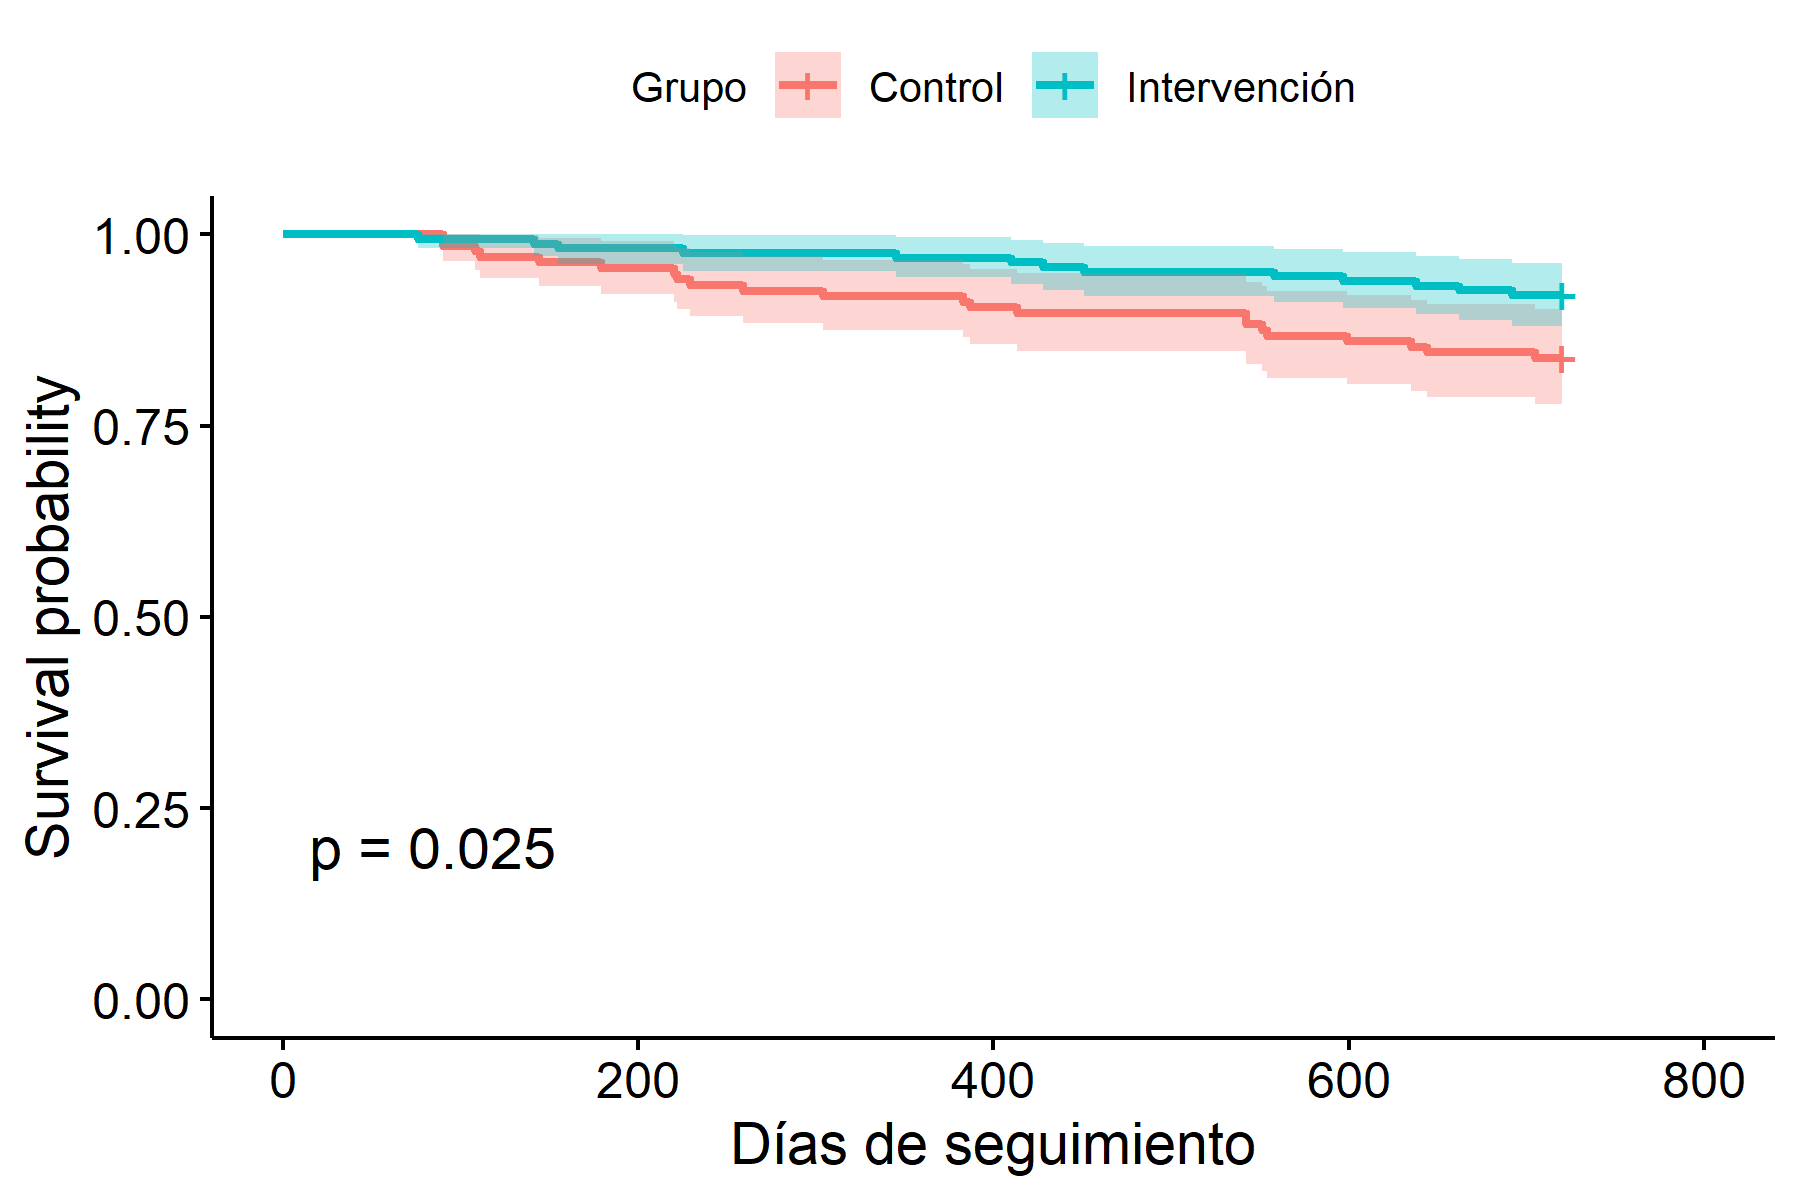 Grupo Control Intervención
Survival probability
1.00
0.75
0.50
0.25
0.00
p = 0.025
0 200 400 600 800
Días de seguimiento